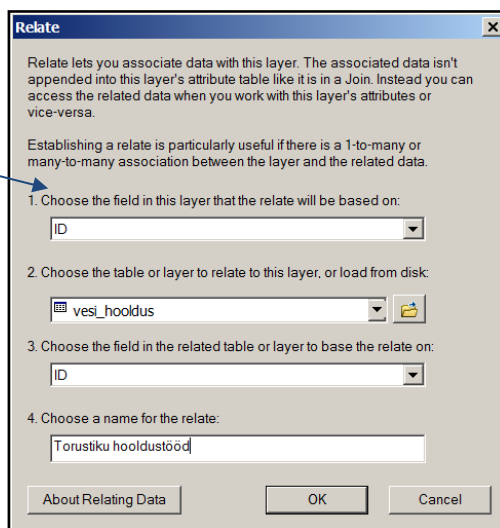 Relate
Relate lets you associate data with this layer. The associated data isn't
appended into this layer's attribute table like it is in a Join. Instead you can
access the related data when you work with this layer's attributes or
vice-versa.
Establishing a relate is particularly useful if there is a 1-to-many or
many-to-many association between the layer and the related data.
1. Choose the field in this layer that the relate will be based on:
ID
2. Choose the table or layer to relate to this layer, or load from disk:
vesi_hooldus
3. Choose the field in the related table or layer to base the relate on:
ID
4. Choose a name for the relate:
Torustiku hooldustööd
About Relating Data OK Cancel